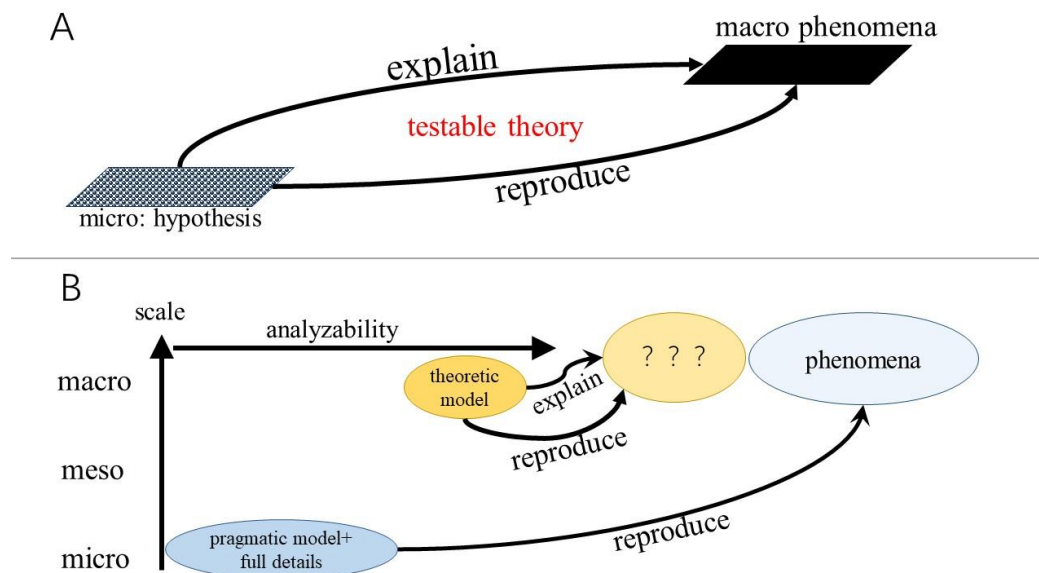 A
macro phenomena
explain
testable theory
reproduce
micro: hypothesis
B
scale
analyzability
macro
theoretic
model
explain
? ? ?
phenomena
reproduce
meso
micro
pragmatic model+
full details
reproduce